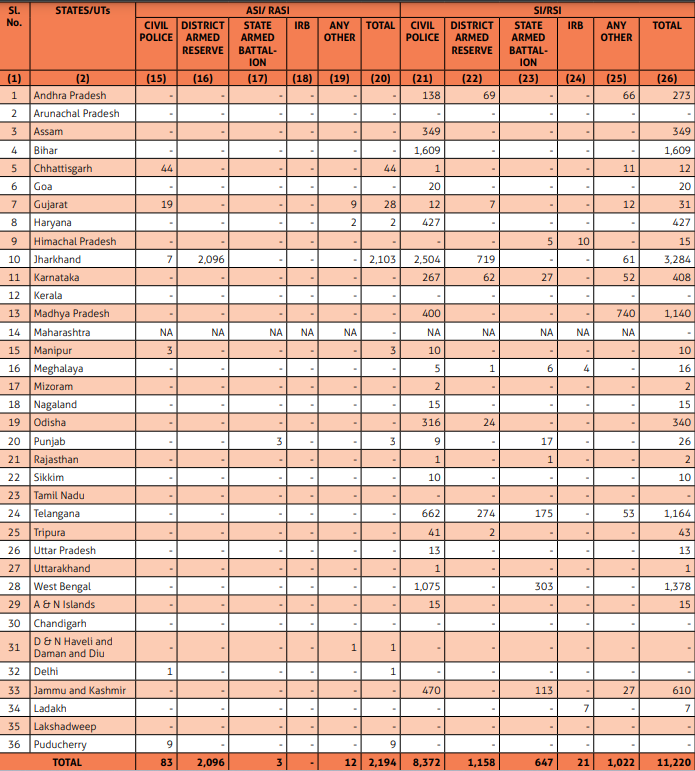 SL. No. STATES/UTs ASI/ RASI SI/RSI
CIVIL POLICE DISTRICT ARMED RESERVE STATE ARMED BATTAL-ION IRB ANY OTHER TOTAL CIVIL POLICE DISTRICT ARMED RESERVE STATE ARMED BATTAL-ION IRB ANY OTHER TOTAL
(1) (2) (15) (16) (17) (18) (19) (20) (21) (22) (23) (24) (25) (26)
1 Andhra Pradesh - - - - - - 138 69 - - 66 273
2 Arunachal Pradesh - - - - - - - - - - - -
3 Assam - - - - - - 349 - - - - 349
4 Bihar - - - - - - 1,609 - - - - 1,609
5 Chhattisgarh 44 - - - - 44 1 - - - 11 12
6 Goa - - - - - - 20 - - - - 20
7 Gujarat 19 - - - 9 28 12 7 - - 12 31
8 Haryana - - - - 2 2 427 - - - - 427
9 Himachal Pradesh - - - - - - - - 5 10 - 15
10 Jharkhand 7 2,096 - - - 2,103 2,504 719 - - 61 3,284
11 Karnataka - - - - - - 267 62 27 - 52 408
12 Kerala - - - - - - - - - - - -
13 Madhya Pradesh - - - - - - 400 - - - 740 1,140
14 Maharashtra NA NA NA NA NA - NA NA NA NA NA -
15 Manipur 3 - - - - 3 10 - - - - 10
16 Meghalaya - - - - - - 5 1 6 4 - 16
17 Mizoram - - - - - - 2 - - - - 2
18 Nagaland - - - - - - 15 - - - - 15
19 Odisha - - - - - - 316 24 - - - 340
20 Punjab - - 3 - - 3 9 - 17 - - 26
21 Rajasthan - - - - - - 1 - 1 - - 2
22 Sikkim - - - - - - 10 - - - - 10
23 Tamil Nadu - - - - - - - - - - - -
24 Telangana - - - - - - 662 274 175 - 53 1,164
25 Tripura - - - - - - 41 2 - - - 43
26 Uttar Pradesh - - - - - - 13 - - - - 13
27 Uttarakhand - - - - - - 1 - - - - 1
28 West Bengal - - - - - - 1,075 - 303 - - 1,378
29 A & N Islands - - - - - - 15 - - - - 15
30 Chandigarh - - - - - - - - - - - -
31 D & N Haveli and Daman and Diu - - - - 1 1 - - - - - -
32 Delhi 1 - - - - 1 - - - - - -
33 Jammu and Kashmir - - - - - - 470 - 113 - 27 610
34 Ladakh - - - - - - - - - 7 - 7
35 Lakshadweep - - - - - - - - - - - -
36 Puducherry 9 - - - - 9 - - - - - -
TOTAL 83 2,096 3 - 12 2,194 8,372 1,158 647 21 1,022 11,220